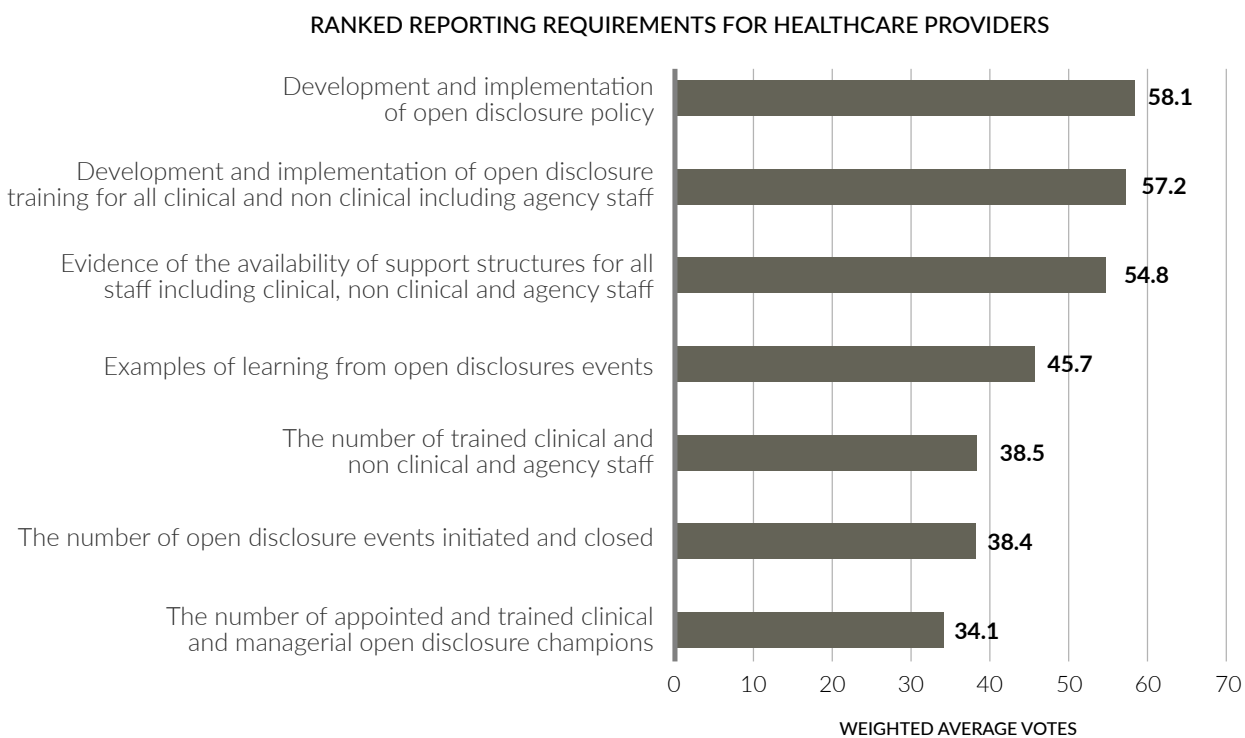 RANKED REPORTING REQUIREMENTS FOR HEALTHCARE PROVIDERS
Development and implementation
of open disclosure policy
58.1
Development and implementation of open disclosure
training for all clinical and non clinical including agency staff
57.2
Evidence of the availability of support structures for all
staff including clinical, non clinical and agency staff
54.8
Examples of learning from open disclosures events
45.7
The number of trained clinical and
non clinical and agency staff
38.5
The number of open disclosure events initiated and closed
38.4
The number of appointed and trained clinical
and managerial open disclosure champions
34.1
0 10 20 30 40 50 60 70
WEIGHTED AVERAGE VOTES